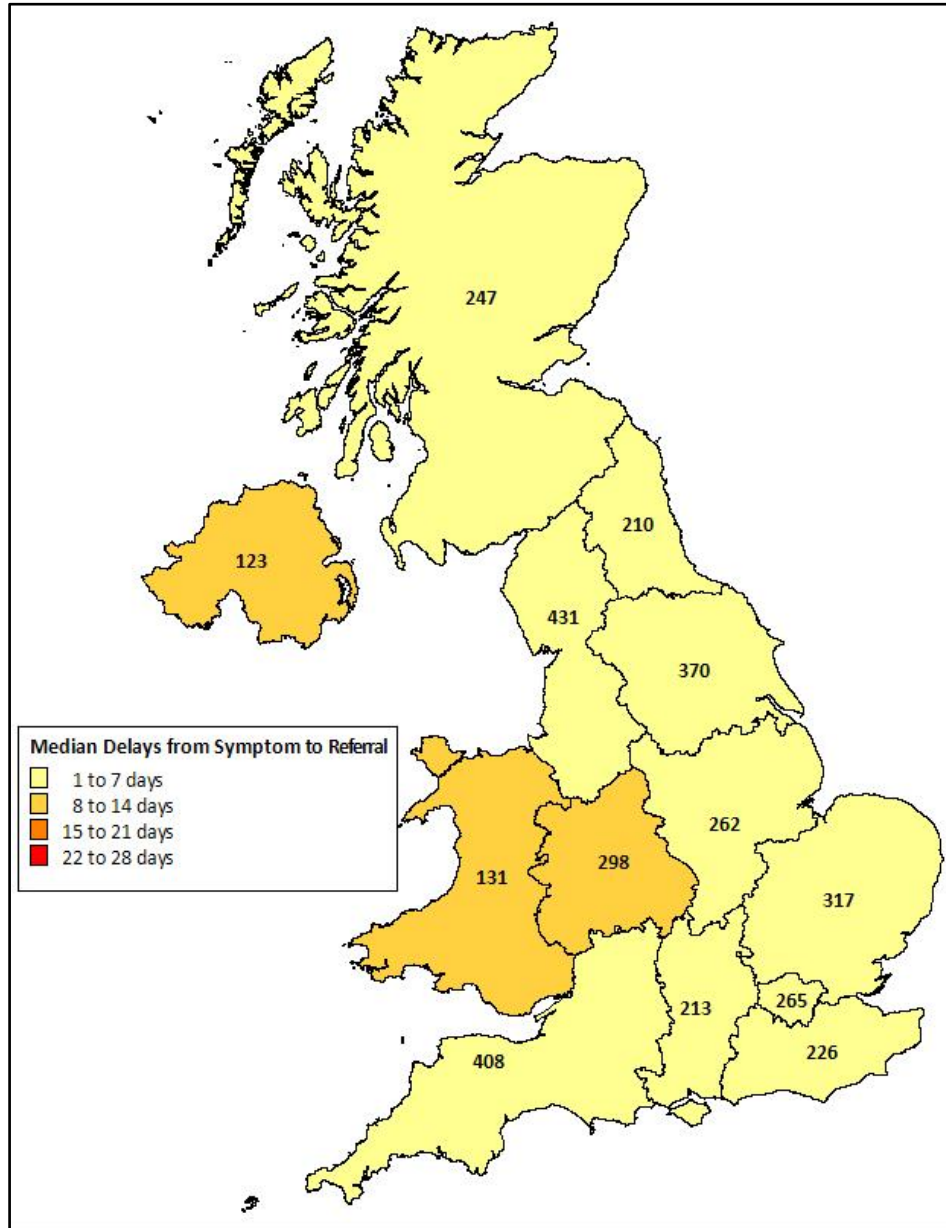 247
210
123
431
370
Median Delays from Symptom to Referral
1 to 7 days
8 to 14 days
15 to 21 days
22 to 28 days
262
298
131
317
265
213
226
408